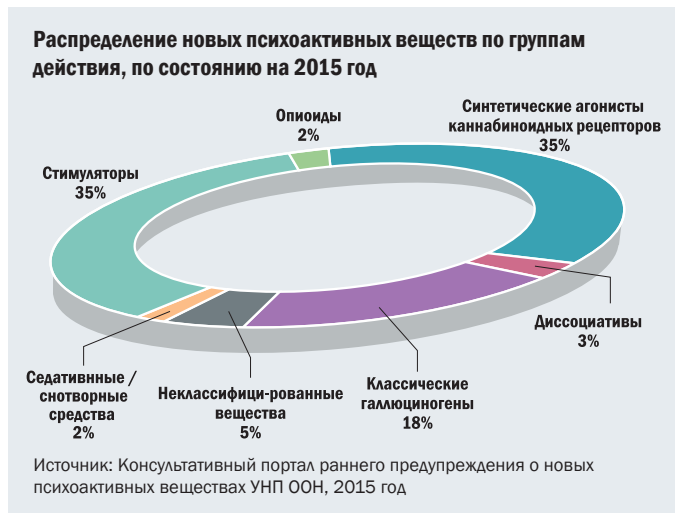 Распределение новых психоактивных веществ по группам
действия, по состоянию на 2015 год
Опиоиды
2%
Синтетические агонисты
каннабиноидных рецепторов
35%
Стимуляторы
35%
Диссоциативы
3%
Седативнные /
снотворные
средства
2%
Неклассифици-рованные
вещества
5%
Классические
галлюциногены
18%
Источник: Консультативный портал раннего предупреждения о новых
психоактивных веществах УНП ООН, 2015 год